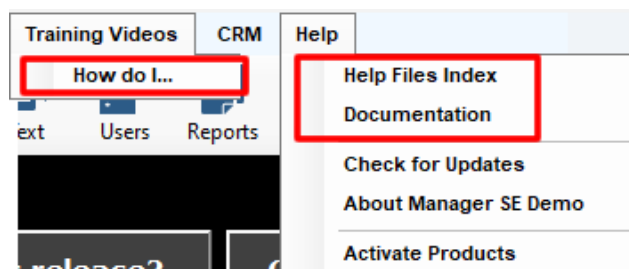 Training Videos CRM Help
How do I...
Help Files Index
Documentation
Users Reports
Check for Updates
About Manager SE Demo
Activate Products
release?